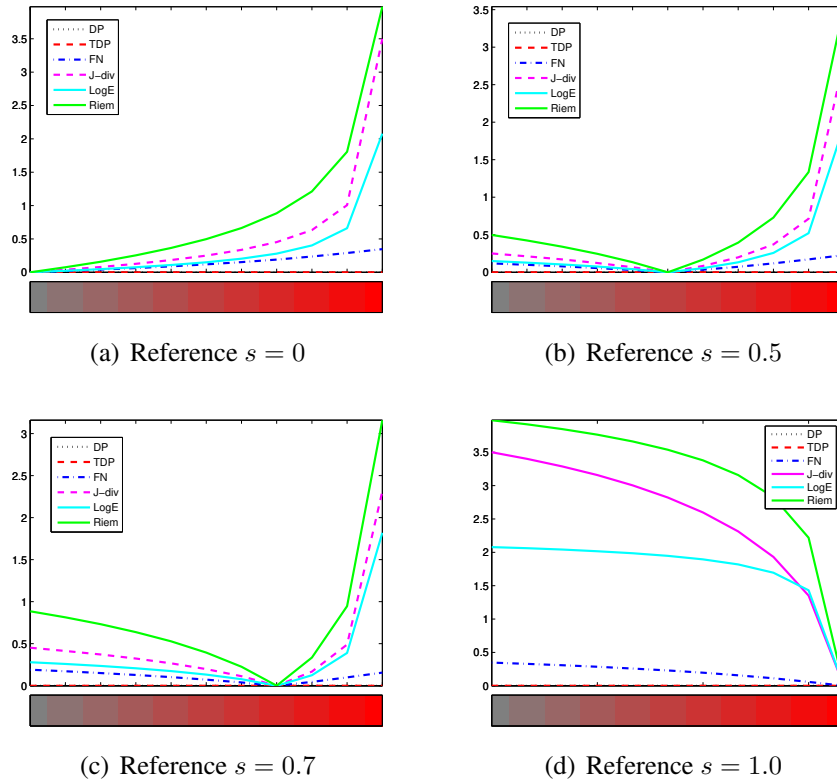 4
3.5
3
2.5
2
1.5
1
0.5
0
DP
TDP
FN
J−div
LogE
Riem
(a) Reference s = 0
3.5
3
2.5
2
1.5
1
0.5
0
DP
TDP
FN
J−div
LogE
Riem
(b) Reference s = 0.5
3
2.5
2
1.5
1
0.5
0
DP
TDP
FN
J−div
LogE
Riem
(c) Reference s = 0.7
3.5
3
2.5
2
1.5
1
0.5
0
DP
TDP
FN
J−div
LogE
Riem
(d) Reference s = 1.0